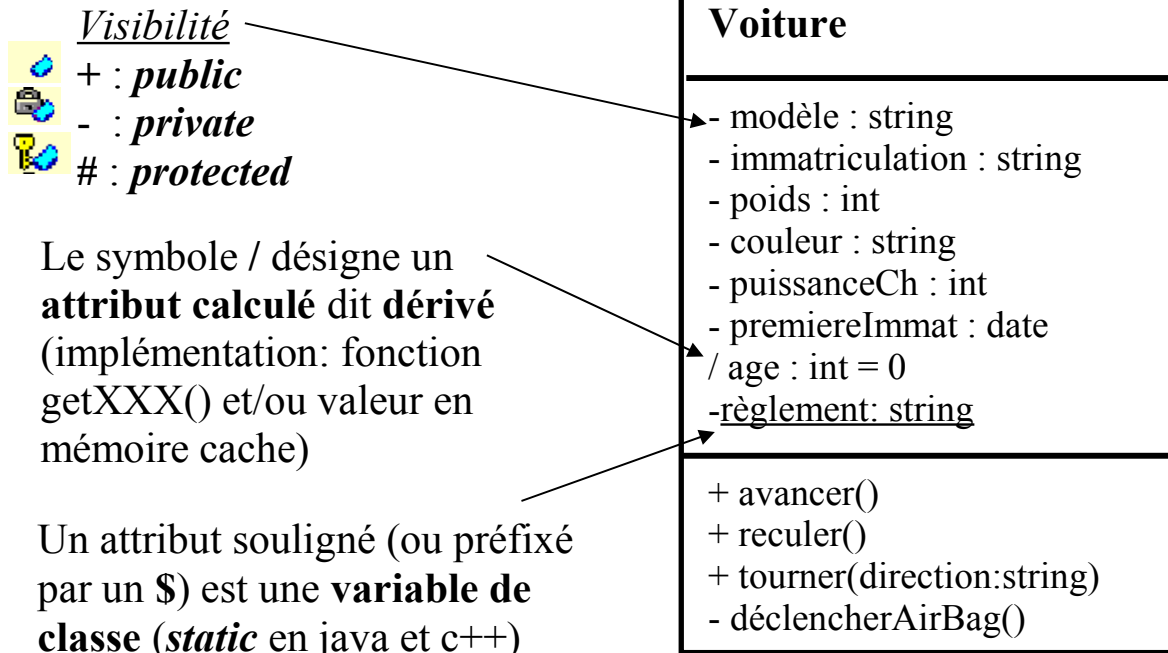 Visibilité
+ : public
- : private
# : protected
Le symbole / désigne un
attribut calculé dit dérivé
(implémentation: fonction
getXXX() et/ou valeur en
mémoire cache)
Un attribut souligné (ou préfixé
par un $) est une variable de
classe (static en java et c++)
Voiture
- modèle : string
- immatriculation : string
- poids : int
- couleur : string
- puissanceCh : int
- premiereImmat : date
/ age : int = 0
-règlement: string
+ avancer()
+ reculer()
+ tourner(direction:string)
- déclencherAirBag()